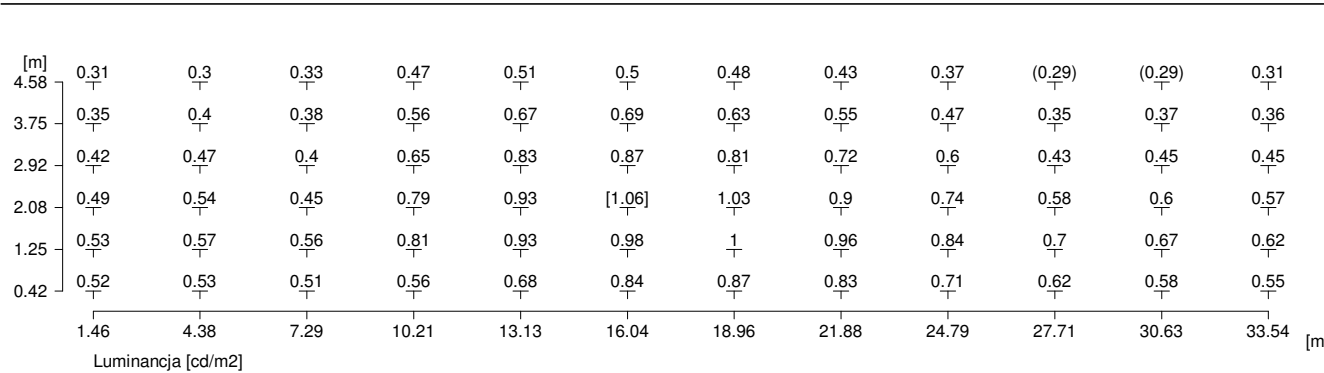 [m]
4.58 0.31 0.3 0.33 0.47 0.51 0.5 0.48 0.43 0.37 (0.29) (0.29) 0.31
3.75 0.35 0.4 0.38 0.56 0.67 0.69 0.63 0.55 0.47 0.35 0.37 0.36
2.92 0.42 0.47 0.4 0.65 0.83 0.87 0.81 0.72 0.6 0.43 0.45 0.45
2.08 0.49 0.54 0.45 0.79 0.93 [1.06] 1.03 0.9 0.74 0.58 0.6 0.57
1.25 0.53 0.57 0.56 0.81 0.93 0.98 1 0.96 0.84 0.7 0.67 0.62
0.42 0.52 0.53 0.51 0.56 0.68 0.84 0.87 0.83 0.71 0.62 0.58 0.55
1.46 4.38 7.29 10.21 13.13 16.04 18.96 21.88 24.79 27.71 30.63 33.54 [m
Luminancja [cd/m2]